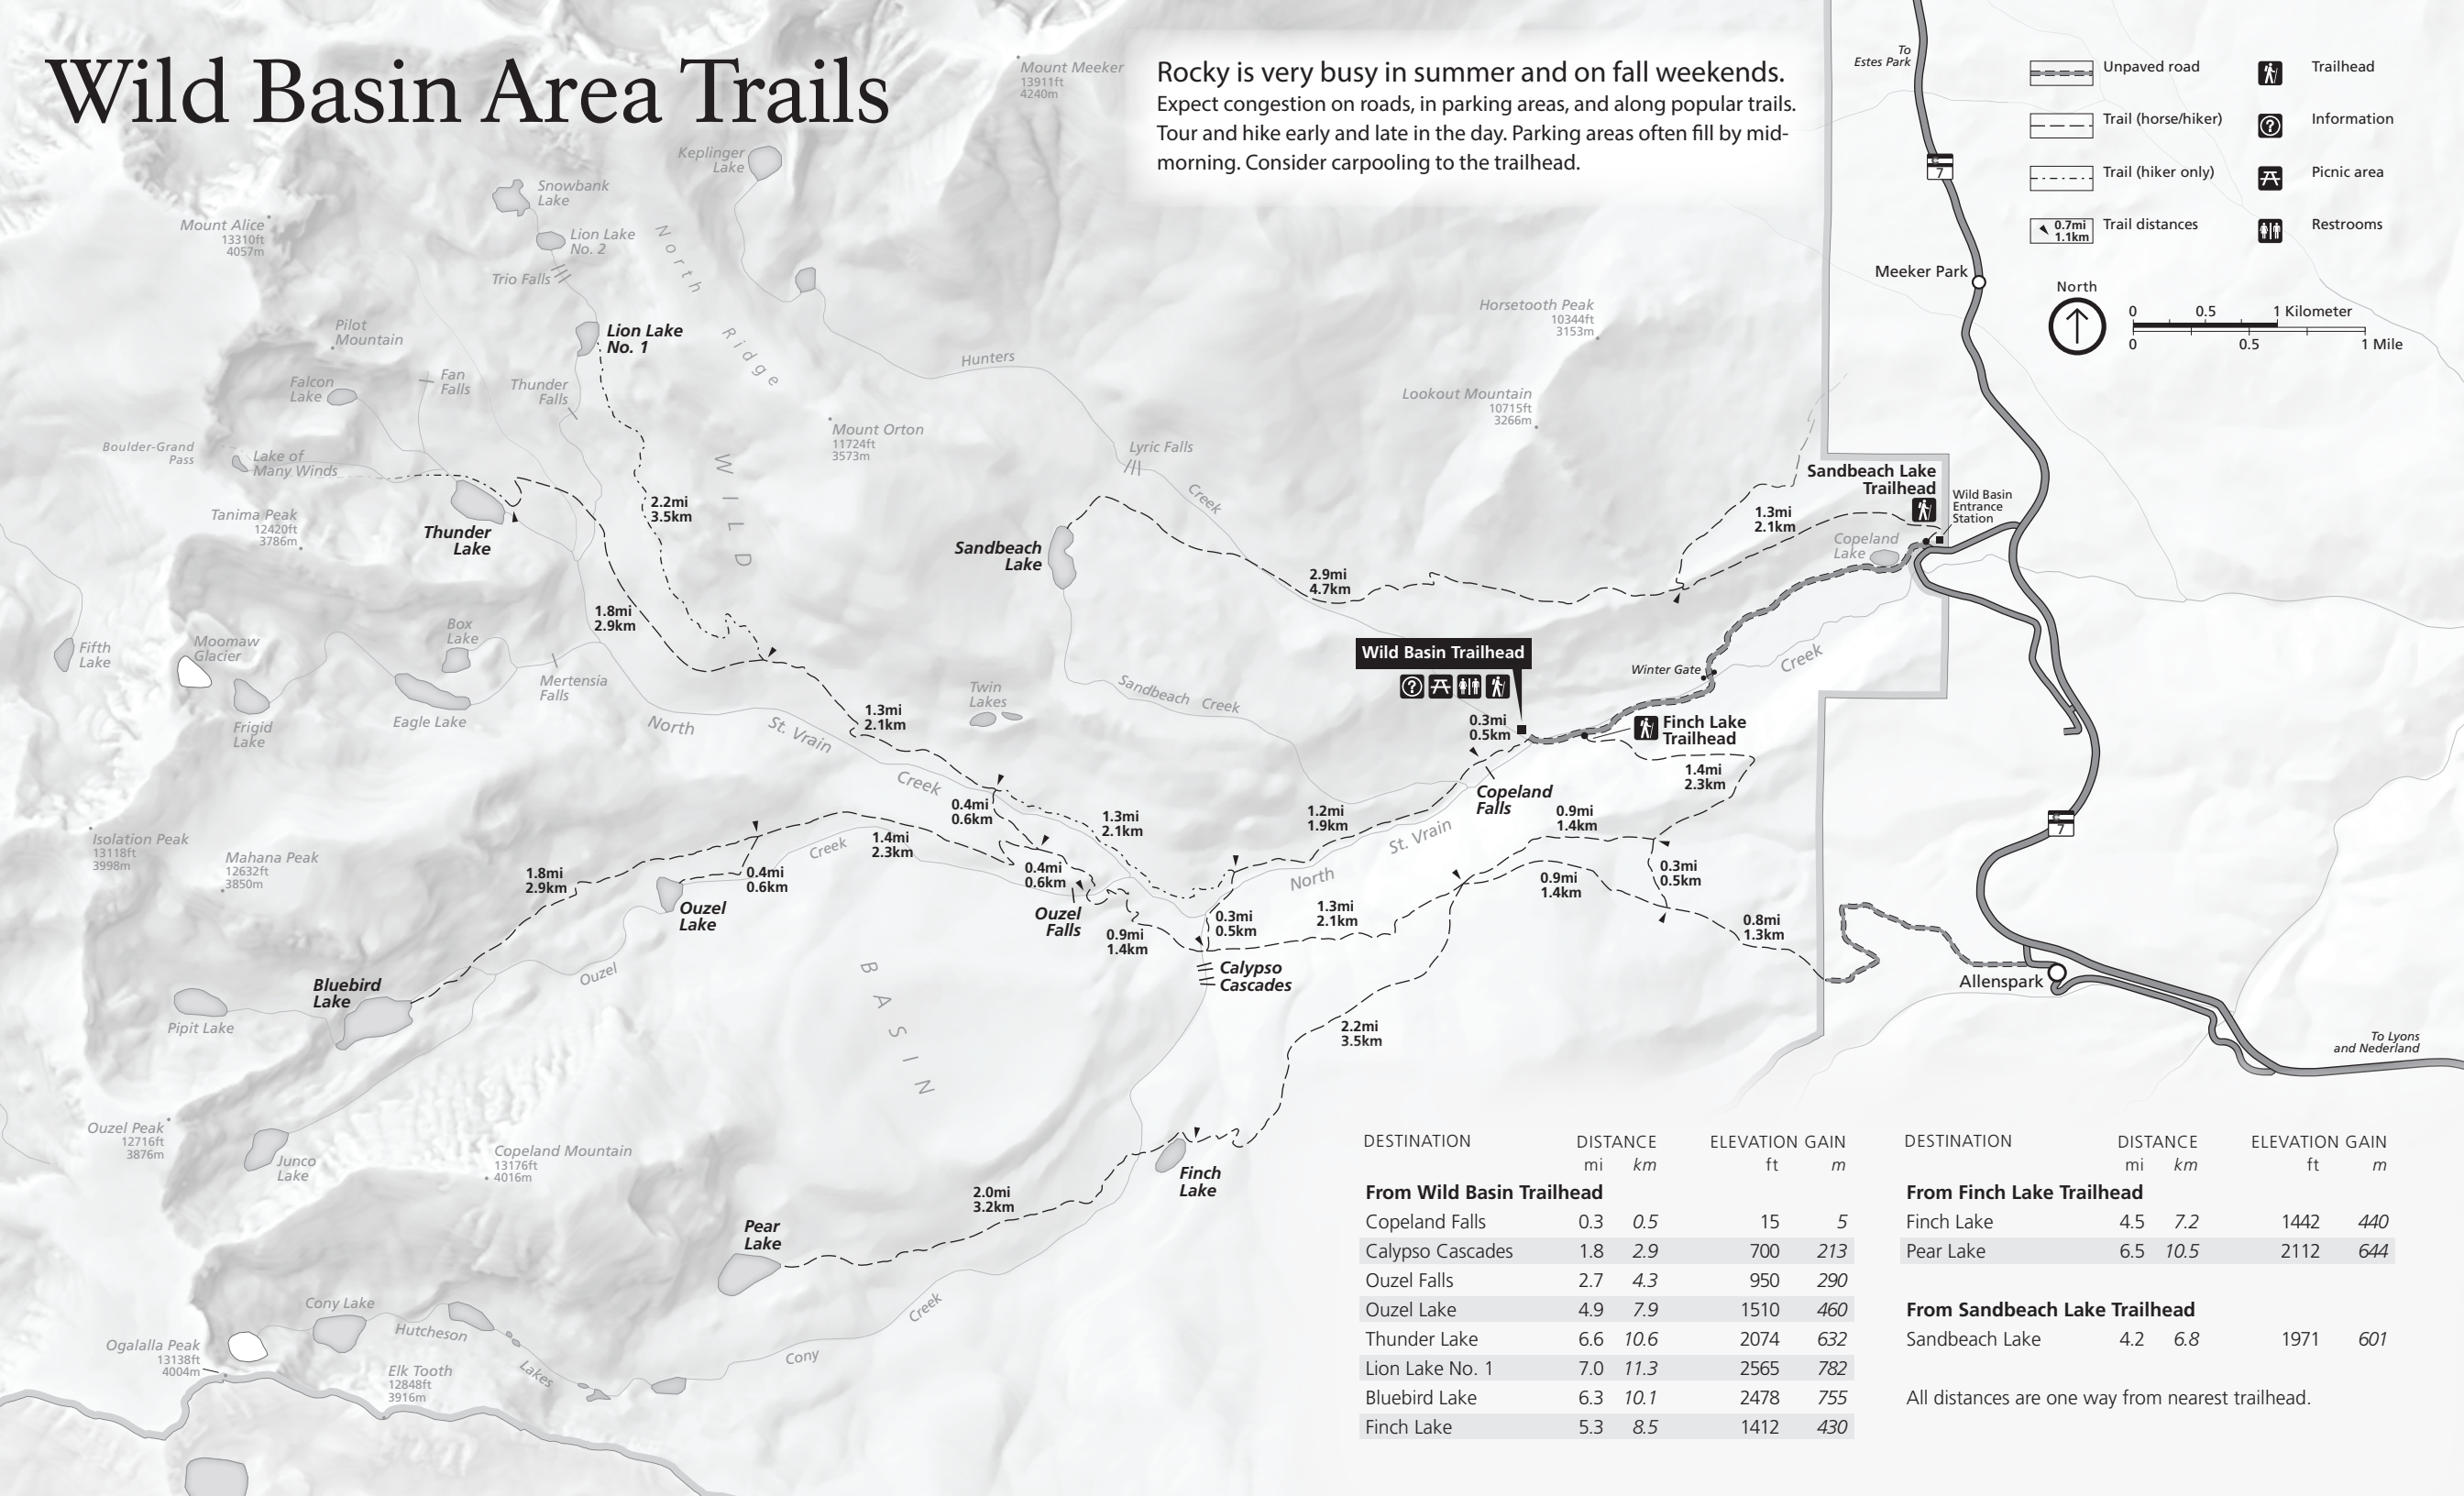 Wild Basin Area Trails
Rocky is very busy in summer and on fall weekends.
Expect congestion on roads, in parking areas, and along popular trails.
Tour and hike early and late in the day. Parking areas often fill by mid-
morning. Consider carpooling to the trailhead.
To
Estes Park
Unpaved road
Trail (horse/hiker)
Trail (hiker only)
0.7mi
1.1km
Trail distances
Trailhead
Information
Picnic area
Restrooms
North
0 0.5 1 Kilometer
0 0.5 1 Mile
7
Meeker Park
Mount Meeker
13911ft
4240m
Keplinger
Lake
Snowbank
Lake
Lion Lake
No. 2
Trio Falls
Mount Alice
13310ft
4057m
North
Ridge
Pilot
Mountain
Lion Lake
No. 1
Falcon
Lake
Fan
Falls
Thunder
Falls
Hunters
Creek
Horsetooth Peak
10344ft
3153m
Lookout Mountain
10715ft
3266m
Mount Orton
11724ft
3573m
Lyric Falls
Boulder-Grand
Pass
Lake of
Many Winds
WILD
Tanima Peak
12420ft
3786m
Thunder
Lake
2.2mi
3.5km
Sandbeach
Lake
Sandbeach Lake
Trailhead
Wild Basin
Entrance
Station
1.3mi
2.1km
Copeland
Lake
2.9mi
4.7km
1.8mi
2.9km
Fifth
Lake
Moomaw
Glacier
Box
Lake
Frigid
Lake
Eagle Lake
Mertensia
Falls
North
St. Vrain
Creek
Twin
Lakes
Sandbeach Creek
Wild Basin Trailhead
Winter Gate
Creek
1.3mi
2.1km
0.3mi
0.5km
Finch Lake
Trailhead
1.4mi
2.3km
Copeland
Falls
0.4mi
0.6km
1.3mi
2.1km
1.2mi
1.9km
0.9mi
1.4km
St. Vrain
North
7
Isolation Peak
13118ft
3998m
Mahana Peak
12632ft
3850m
Creek
1.4mi
2.3km
1.8mi
2.9km
0.4mi
0.6km
0.4mi
0.6km
0.3mi
0.5km
0.9mi
1.4km
Ouzel
Lake
Ouzel
Falls
0.9mi
1.4km
0.3mi
0.5km
1.3mi
2.1km
0.8mi
1.3km
Calypso
Cascades
Allenspark
Bluebird
Lake
Ouzel
Pipit Lake
BASIN
2.2mi
3.5km
To Lyons
and Nederland
Ouzel Peak
12716ft
3876m
Junco
Lake
Copeland Mountain
13176ft
4016m
Finch
Lake
2.0mi
3.2km
Pear
Lake
Cony Lake
Hutcheson
Lakes
Creek
Cony
Ogalalla Peak
13138ft
4004m
Elk Tooth
12848ft
3916m
DESTINATION DISTANCE ELEVATION GAIN
mi km ft m
From Wild Basin Trailhead
Copeland Falls 0.3 0.5 15 5
Calypso Cascades 1.8 2.9 700 213
Ouzel Falls 2.7 4.3 950 290
Ouzel Lake 4.9 7.9 1510 460
Thunder Lake 6.6 10.6 2074 632
Lion Lake No. 1 7.0 11.3 2565 782
Bluebird Lake 6.3 10.1 2478 755
Finch Lake 5.3 8.5 1412 430
DESTINATION DISTANCE ELEVATION GAIN
mi km ft m
From Finch Lake Trailhead
Finch Lake 4.5 7.2 1442 440
Pear Lake 6.5 10.5 2112 644
From Sandbeach Lake Trailhead
Sandbeach Lake 4.2 6.8 1971 601
All distances are one way from nearest trailhead.